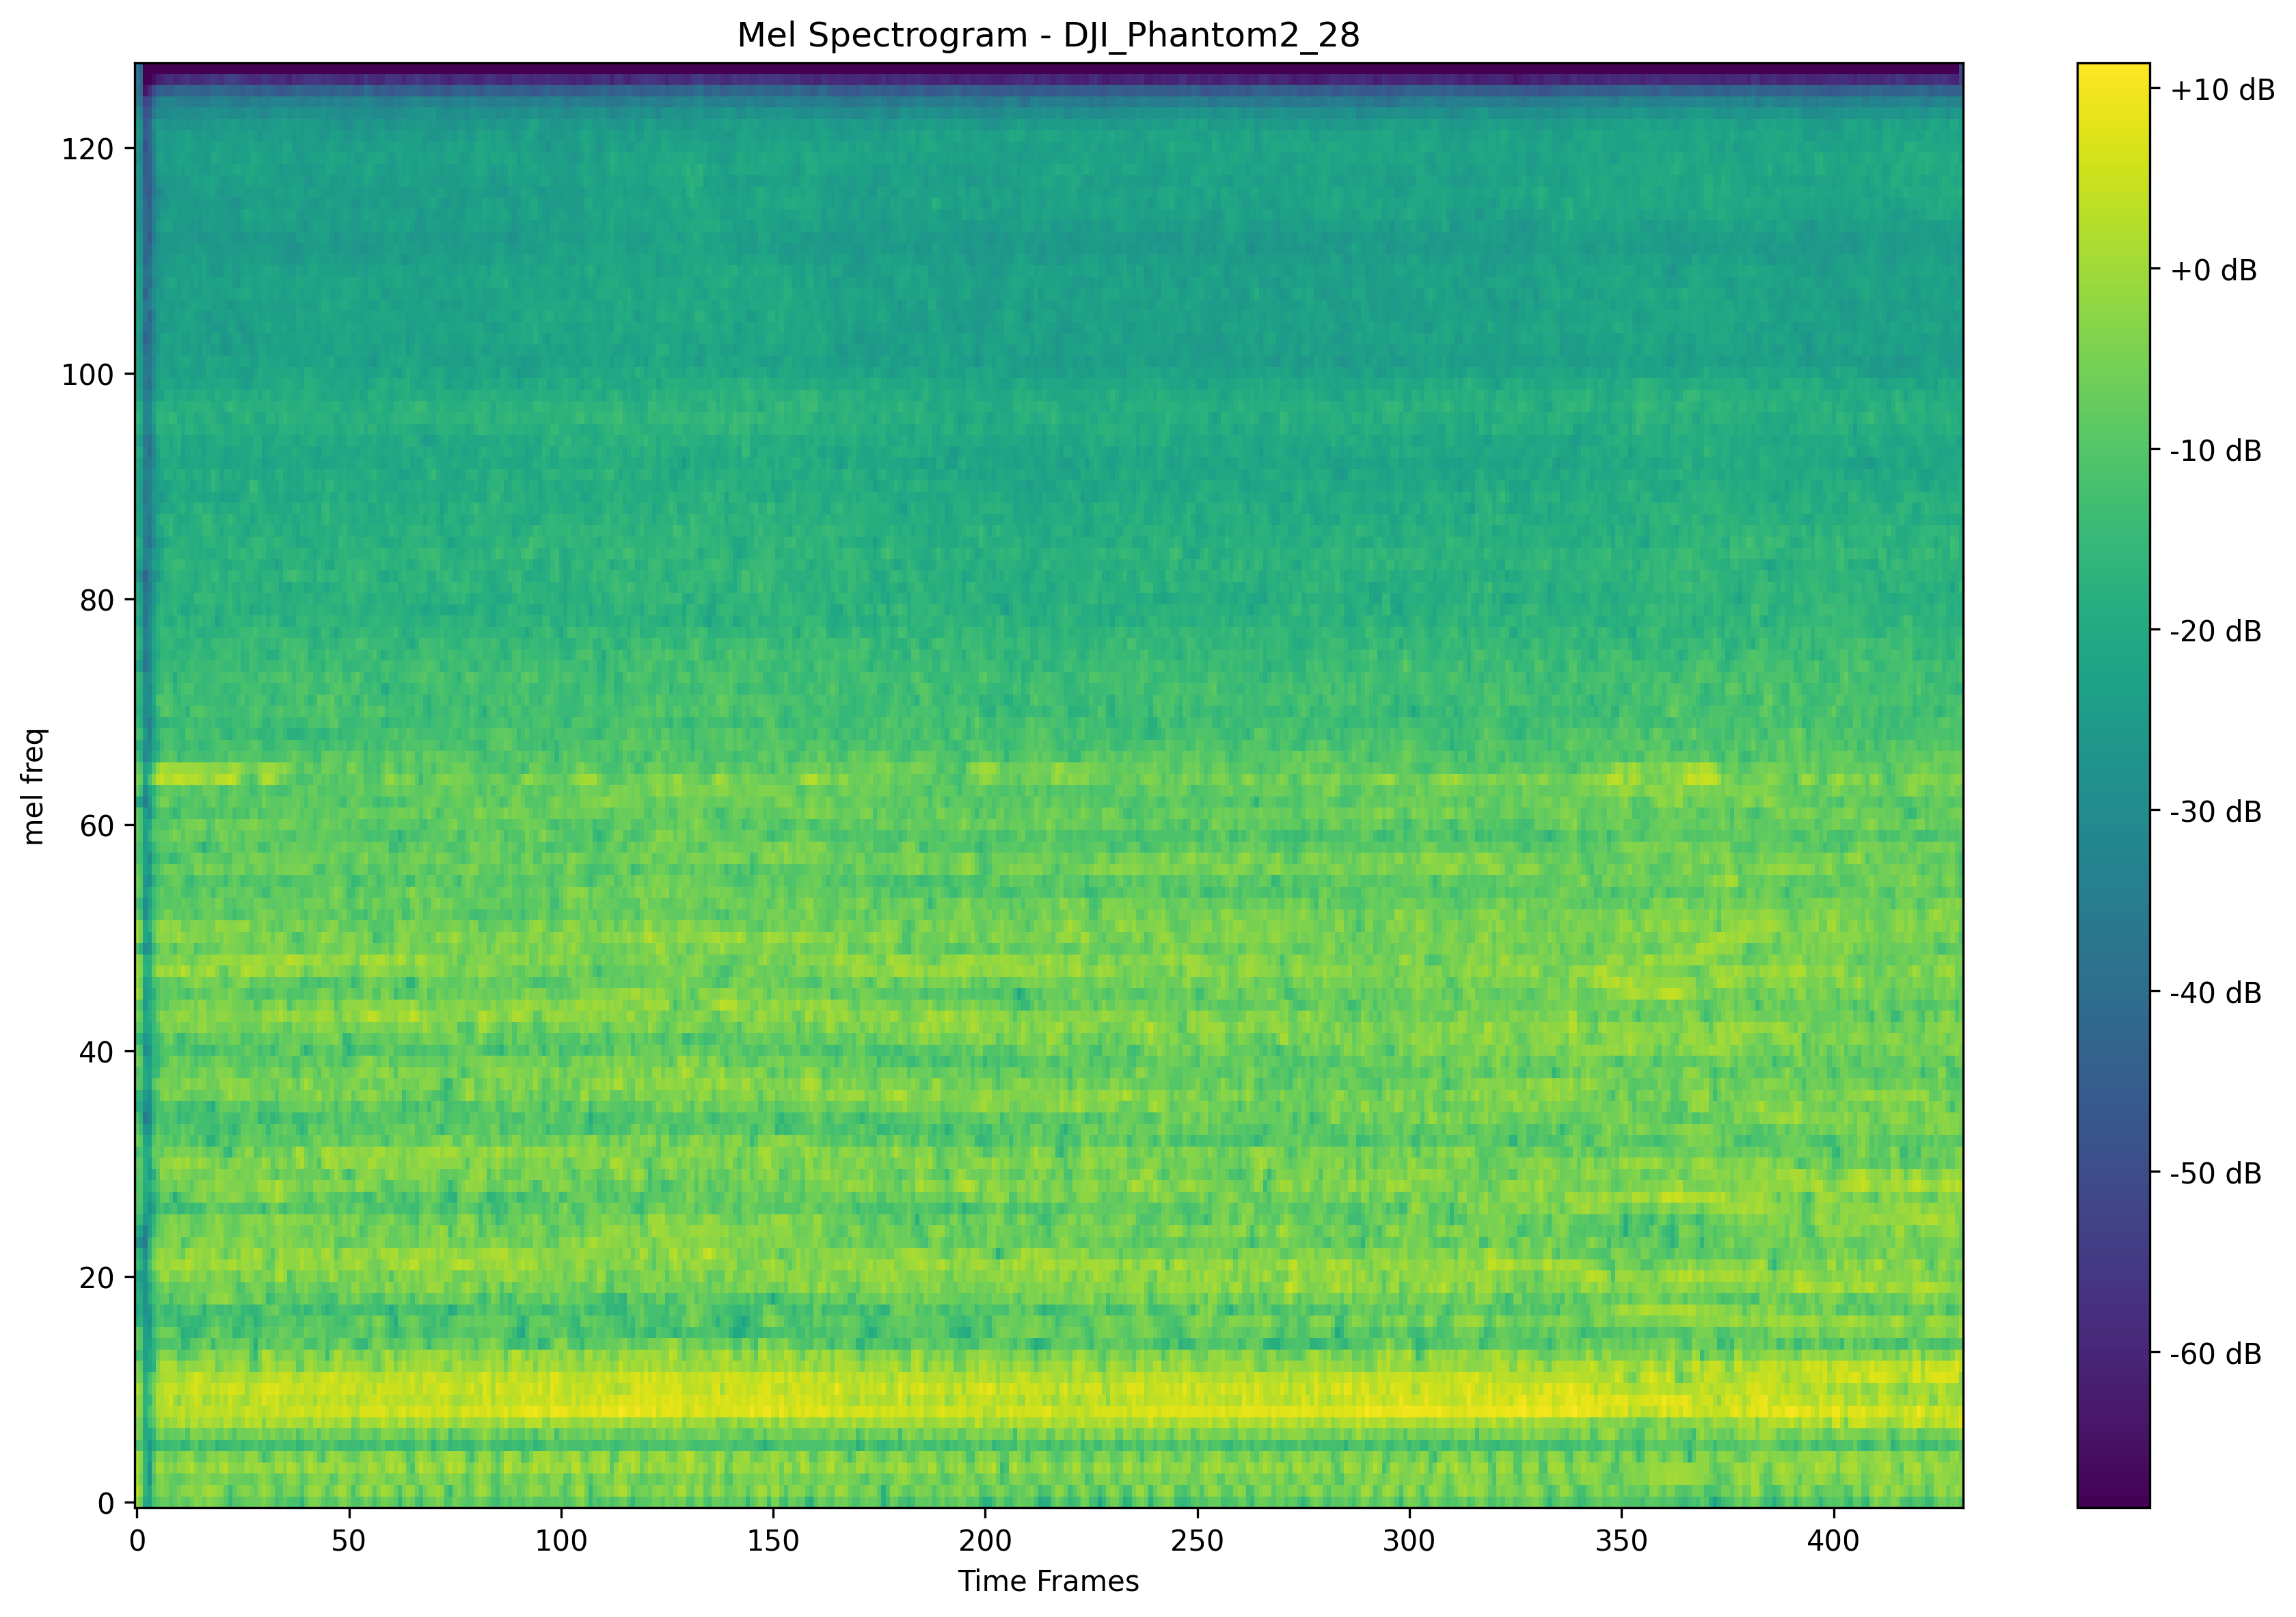 Mel Spectrogram - DJI_Phantom2_28
mel freq
120
100
80
60
40
20
0
0 50 100 150 200 250 300 350 400
Time Frames
+10 dB
+0 dB
-10 dB
-20 dB
-30 dB
-40 dB
-50 dB
-60 dB